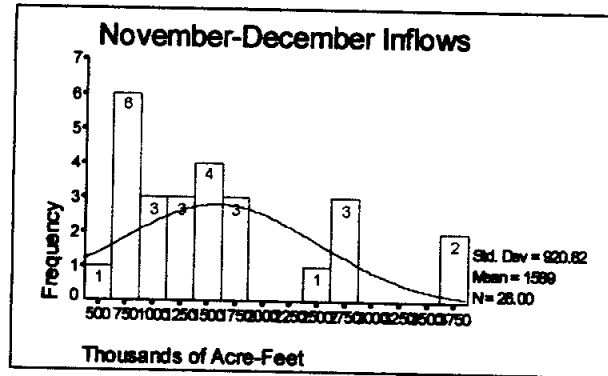 November-December Inflows
7
6
5
4
3
2
1
0
Frequency
1
6
3
3
4
3
1
3
2
Std. Dev = 920.82
Mean = 1589
N = 26.00
500 750 1000 1250 1500 1750 2000 2250 2500 2750 3000 3250 3500 3750
Thousands of Acre-Feet